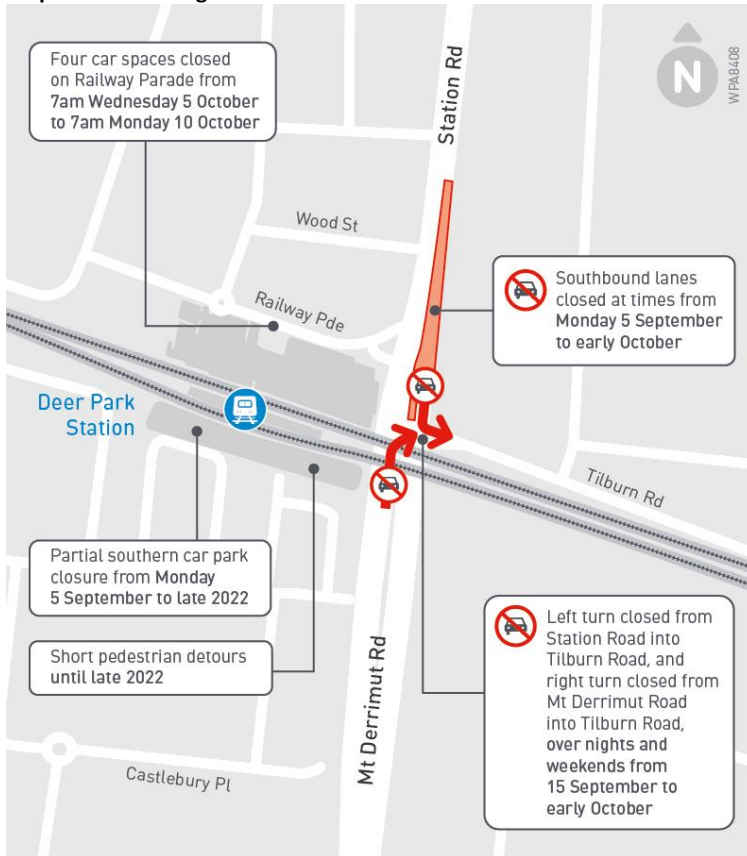 Four car spaces closed
on Railway Parade from
7am Wednesday 5 October
to 7am Monday 10 October
Station Rd
N
WPA8408
Wood St
Railway Pde
Southbound lanes
closed at times from
Monday 5 September
to early October
Deer Park
Station
Tilburn Rd
Partial southern car park
closure from Monday
5 September to late 2022
Short pedestrian detours
until late 2022
Mt Derrimut Rd
Left turn closed from
Station Road into
Tilburn Road, and
right turn closed from
Mt Derrimut Road
into Tilburn Road,
over nights and
weekends from
15 September to
early October
Castlebury Pl